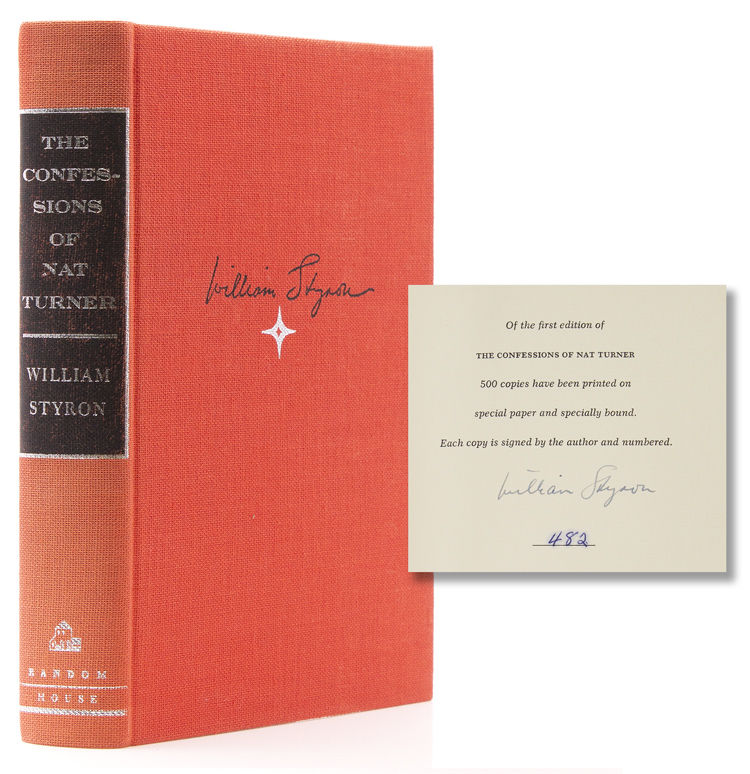 THE
CONFES-
SIONS
OF
NAT
TURNER
WILLIAM
STYRON
RANDOM
HOUSE
William Styron
Of the first edition of
THE CONFESSIONS OF NAT TURNER
500 copies have been printed on
special paper and specially bound.
Each copy is signed by the author and numbered.
William Styron
482